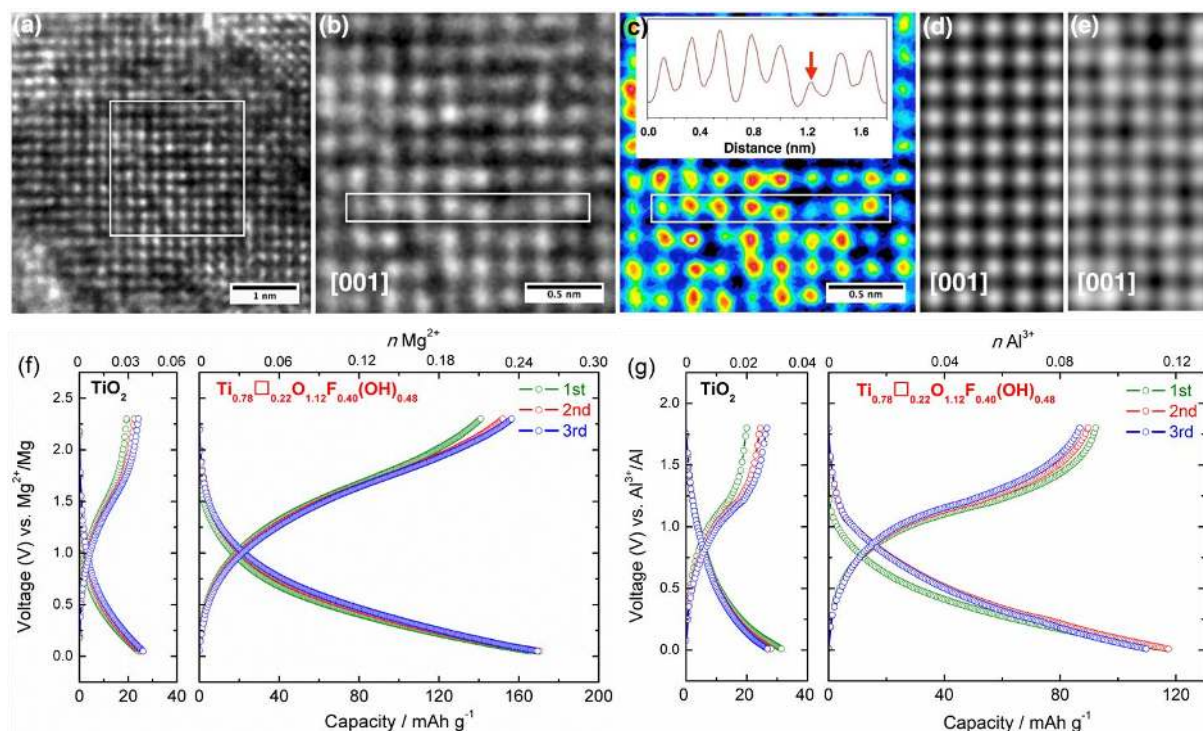 (a) (b) (c) (d) (e)
0.0 0.4 0.8 1.2 1.6
Distance (nm)
[001] [001] [001]
1 nm 0.5 nm 0.5 nm
n Mg²⁺
0 0.03 0.06 0 0.06 0.12 0.18 0.24 0.30
(f) TiO₂ Ti₀.₇₈□₀.₂₂O₁.₁₂F₀.₄₀(OH)₀.₄₈ 1st
2nd
3rd
2.5
2.0
1.5
1.0
0.5
0.0
Voltage (V) vs. Mg²⁺/Mg
0 20 40 0 40 80 120 160 200
Capacity / mAh g⁻¹
n Al³⁺
0 0.02 0.04 0 0.04 0.08 0.12
(g) TiO₂ Ti₀.₇₈□₀.₂₂O₁.₁₂F₀.₄₀(OH)₀.₄₈ 1st
2nd
3rd
2.0
1.5
1.0
0.5
0.0
Voltage (V) vs. Al³⁺/Al
0 20 40 0 30 60 90 120
Capacity / mAh g⁻¹